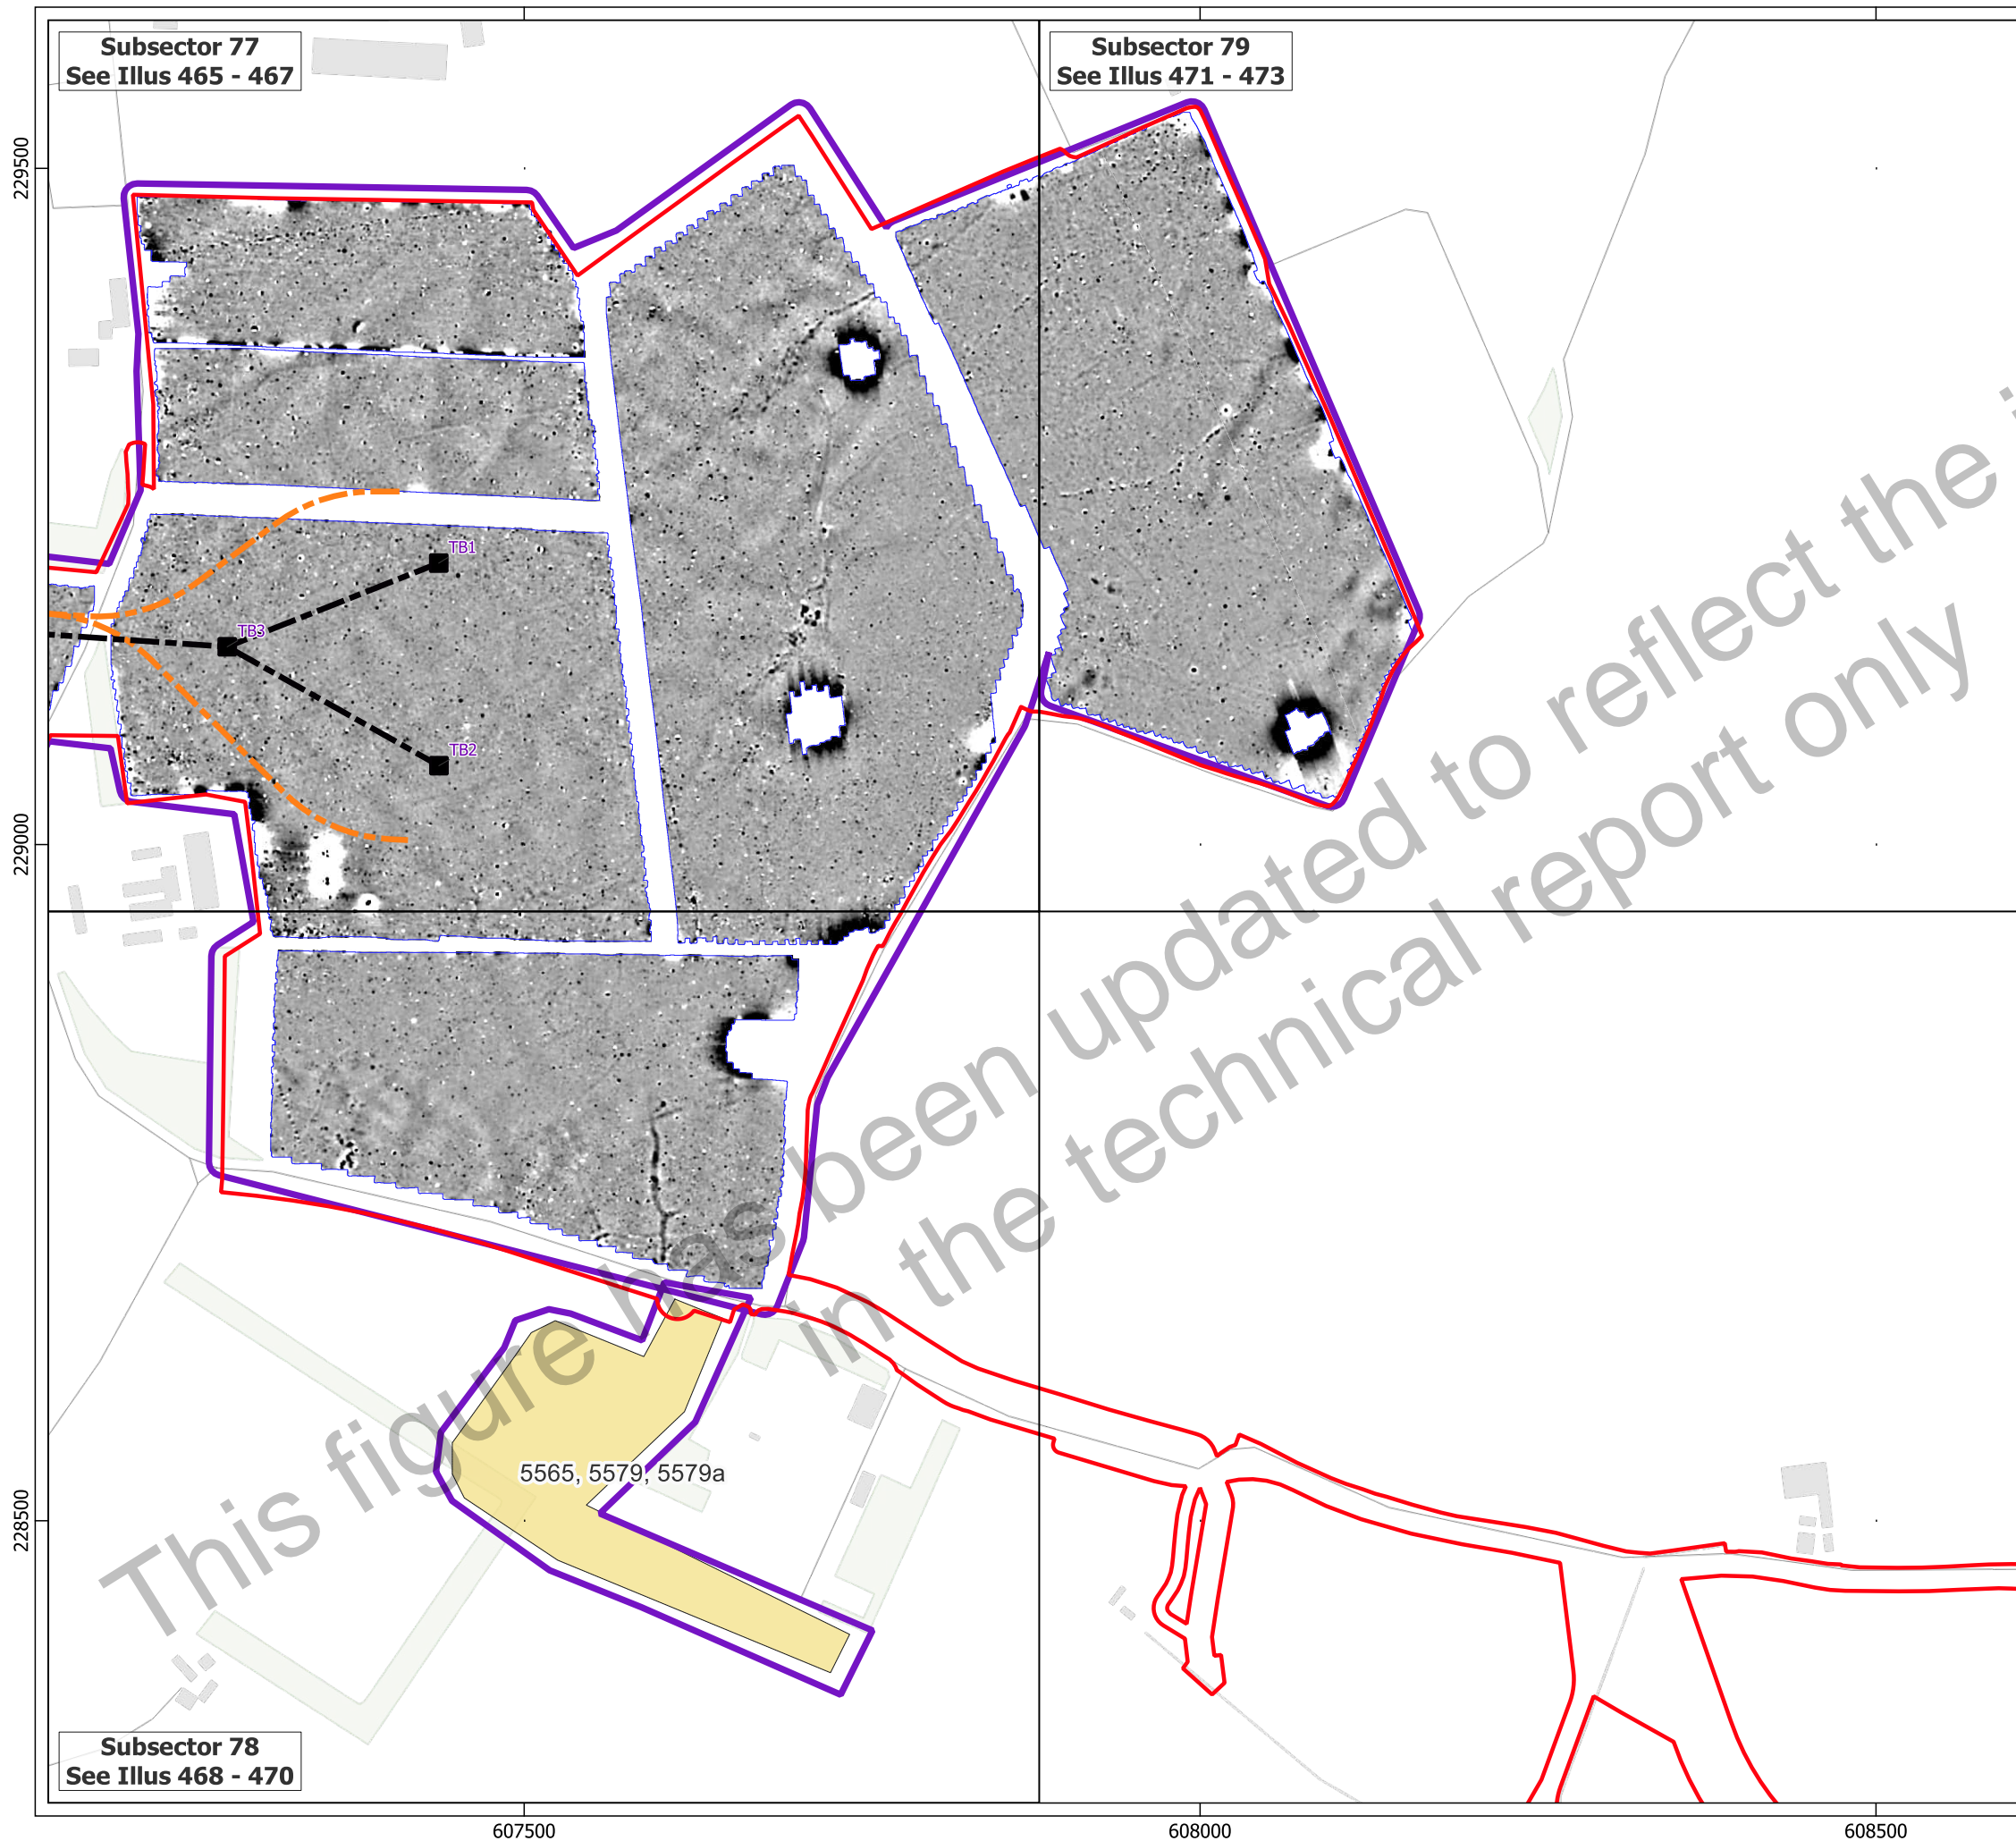 Subsector 77
See Illus 465 - 467
Subsector 79
See Illus 471 - 473
229500
TB1
TB3
TB2
229000
This figure has been updated to reflect the
in the technical report only
5565, 5579, 5579a
228500
Subsector 78
See Illus 468 - 470
607500
608000
608500